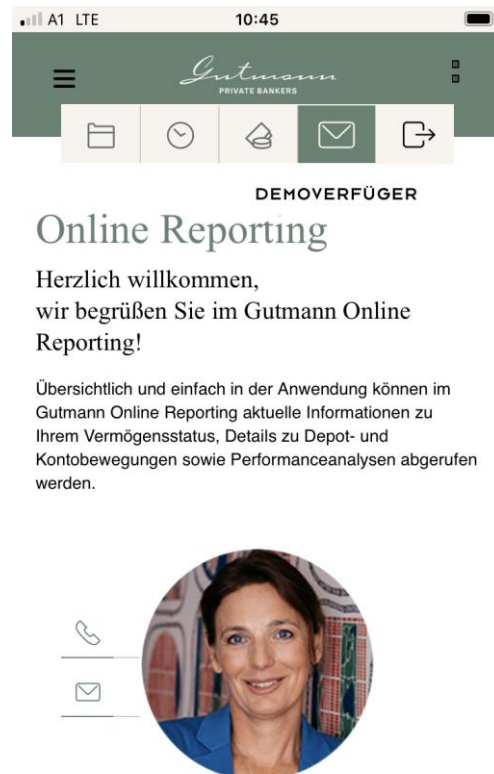 A1 LTE 10:45
Gutmann
PRIVATE BANKERS
DEMOVERFÜGER
Online Reporting
Herzlich willkommen,
wir begrüßen Sie im Gutmann Online
Reporting!
Übersichtlich und einfach in der Anwendung können im
Gutmann Online Reporting aktuelle Informationen zu
Ihrem Vermögensstatus, Details zu Depot- und
Kontobewegungen sowie Performanceanalysen abgerufen
werden.